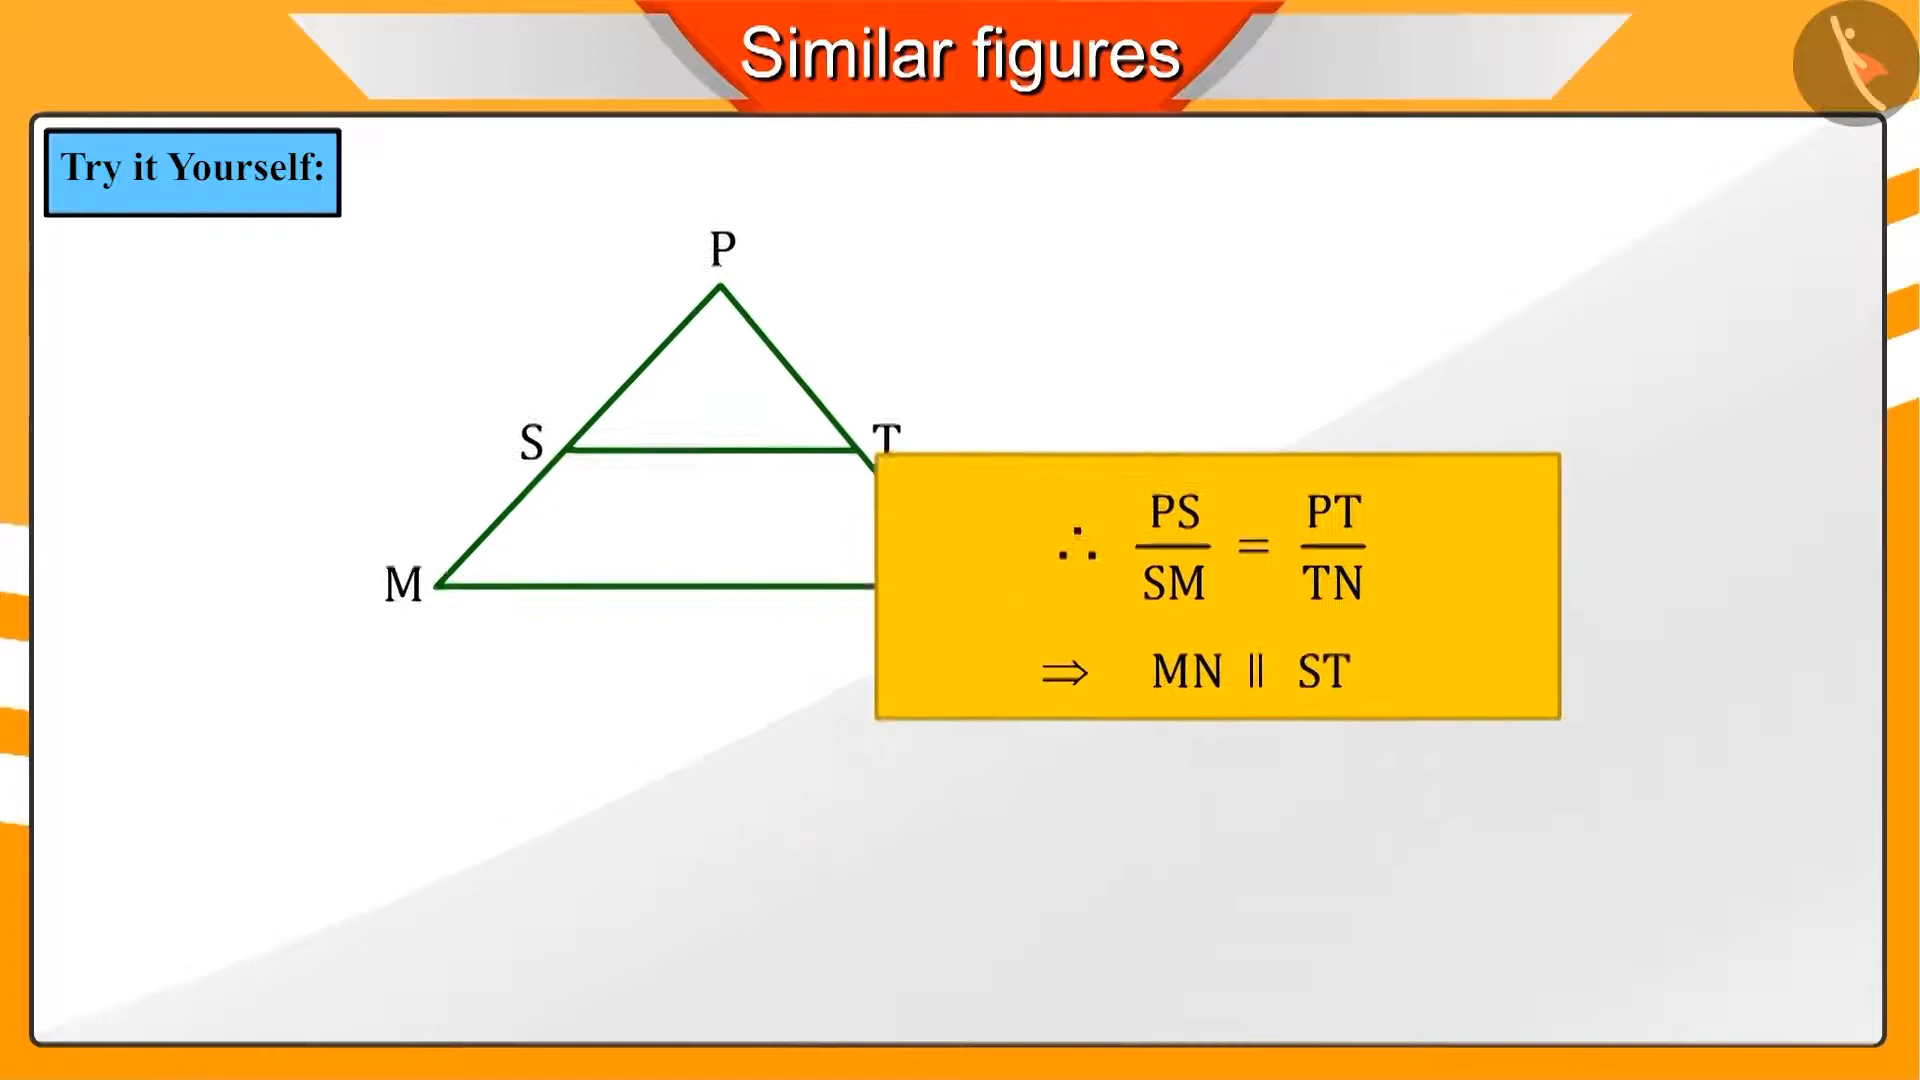 Similar figures
Try it Yourself:
P
S T
M
∴ PS/SM = PT/TN
⇒ MN ∥ ST